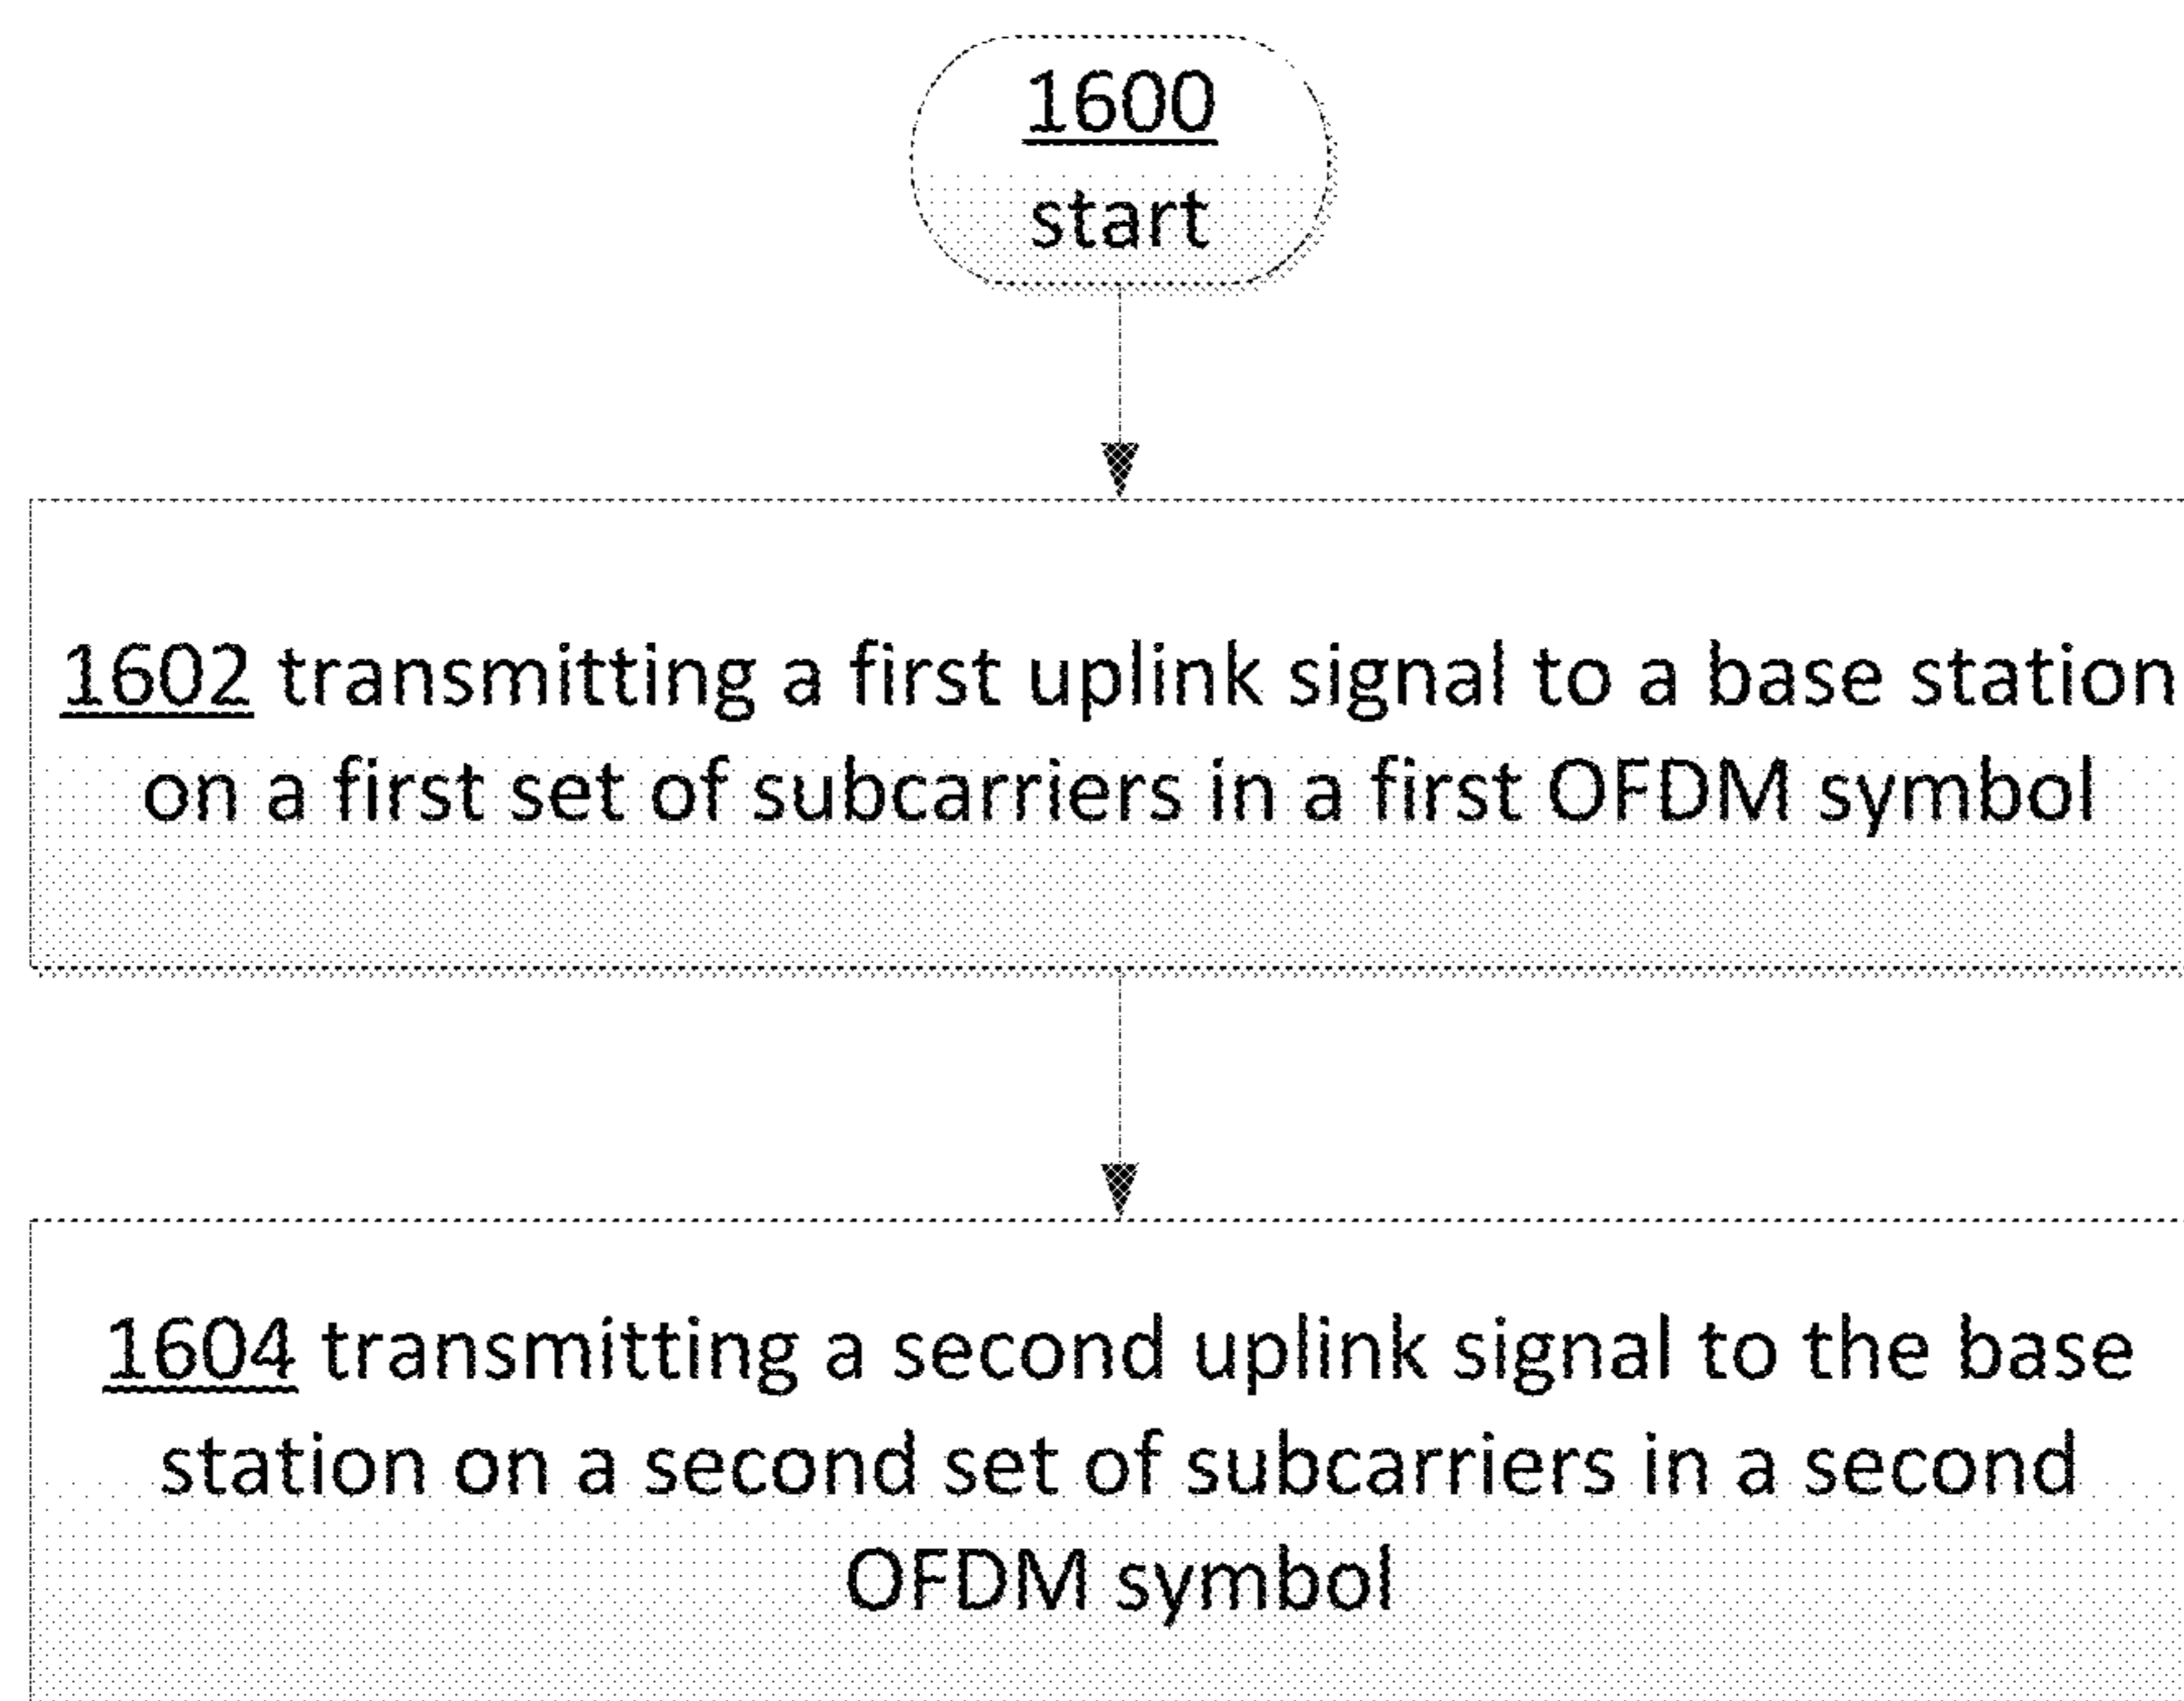 1600
start
1602 transmitting a first uplink signal to a base station
on a first set of subcarriers in a first OFDM symbol
1604 transmitting a second uplink signal to the base
station on a second set of subcarriers in a second
OFDM symbol